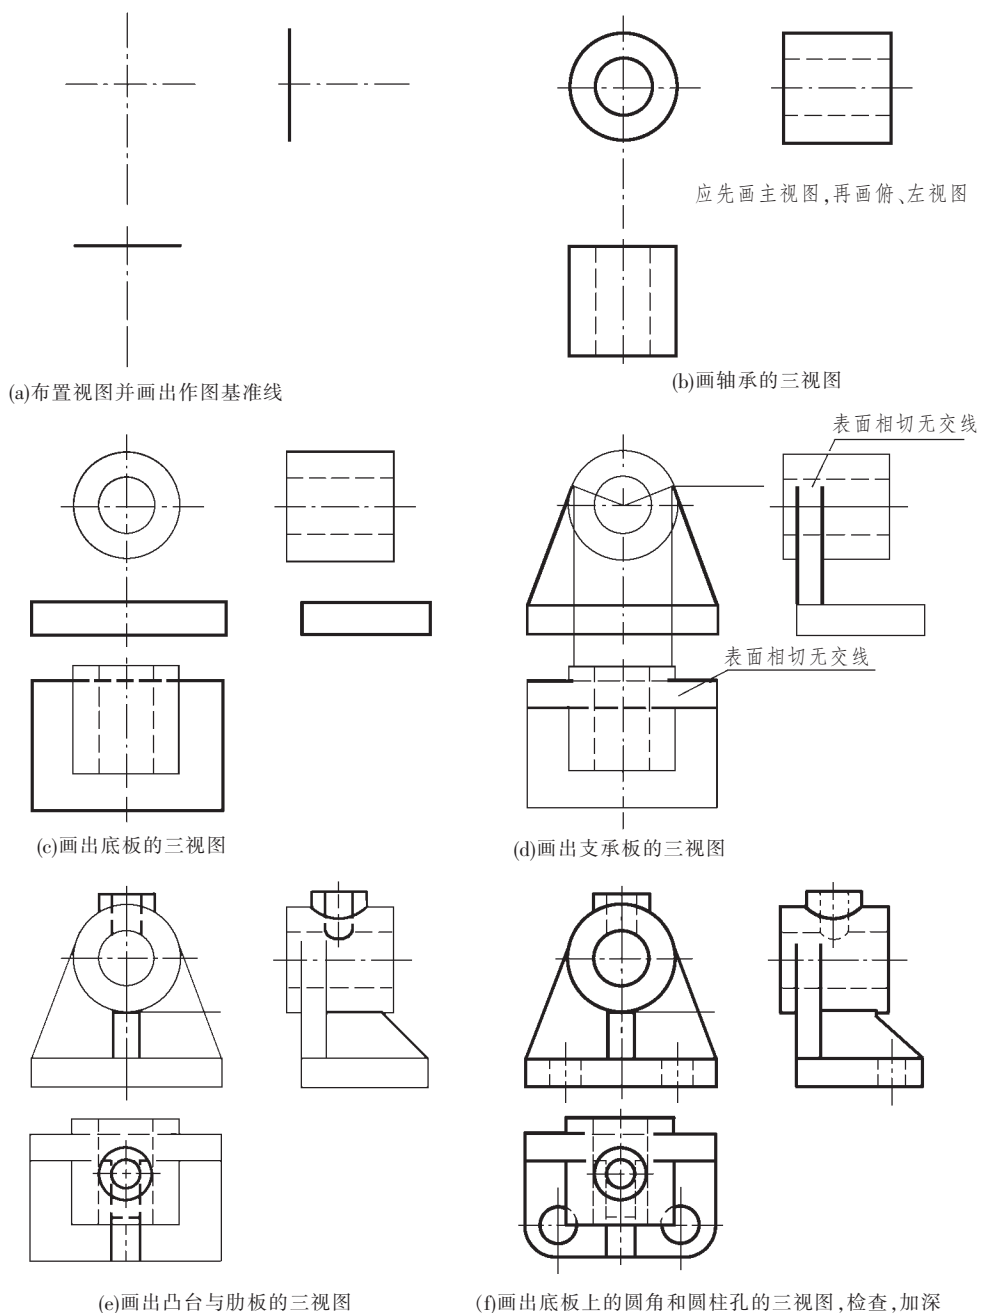 应先画主视图,再画俯、左视图
(a)布置视图并画出作图基准线
(b)画轴承的三视图
表面相切无交线
表面相切无交线
(c)画出底板的三视图
(d)画出支承板的三视图
(e)画出凸台与肋板的三视图
(f)画出底板上的圆角和圆柱孔的三视图,检查,加深